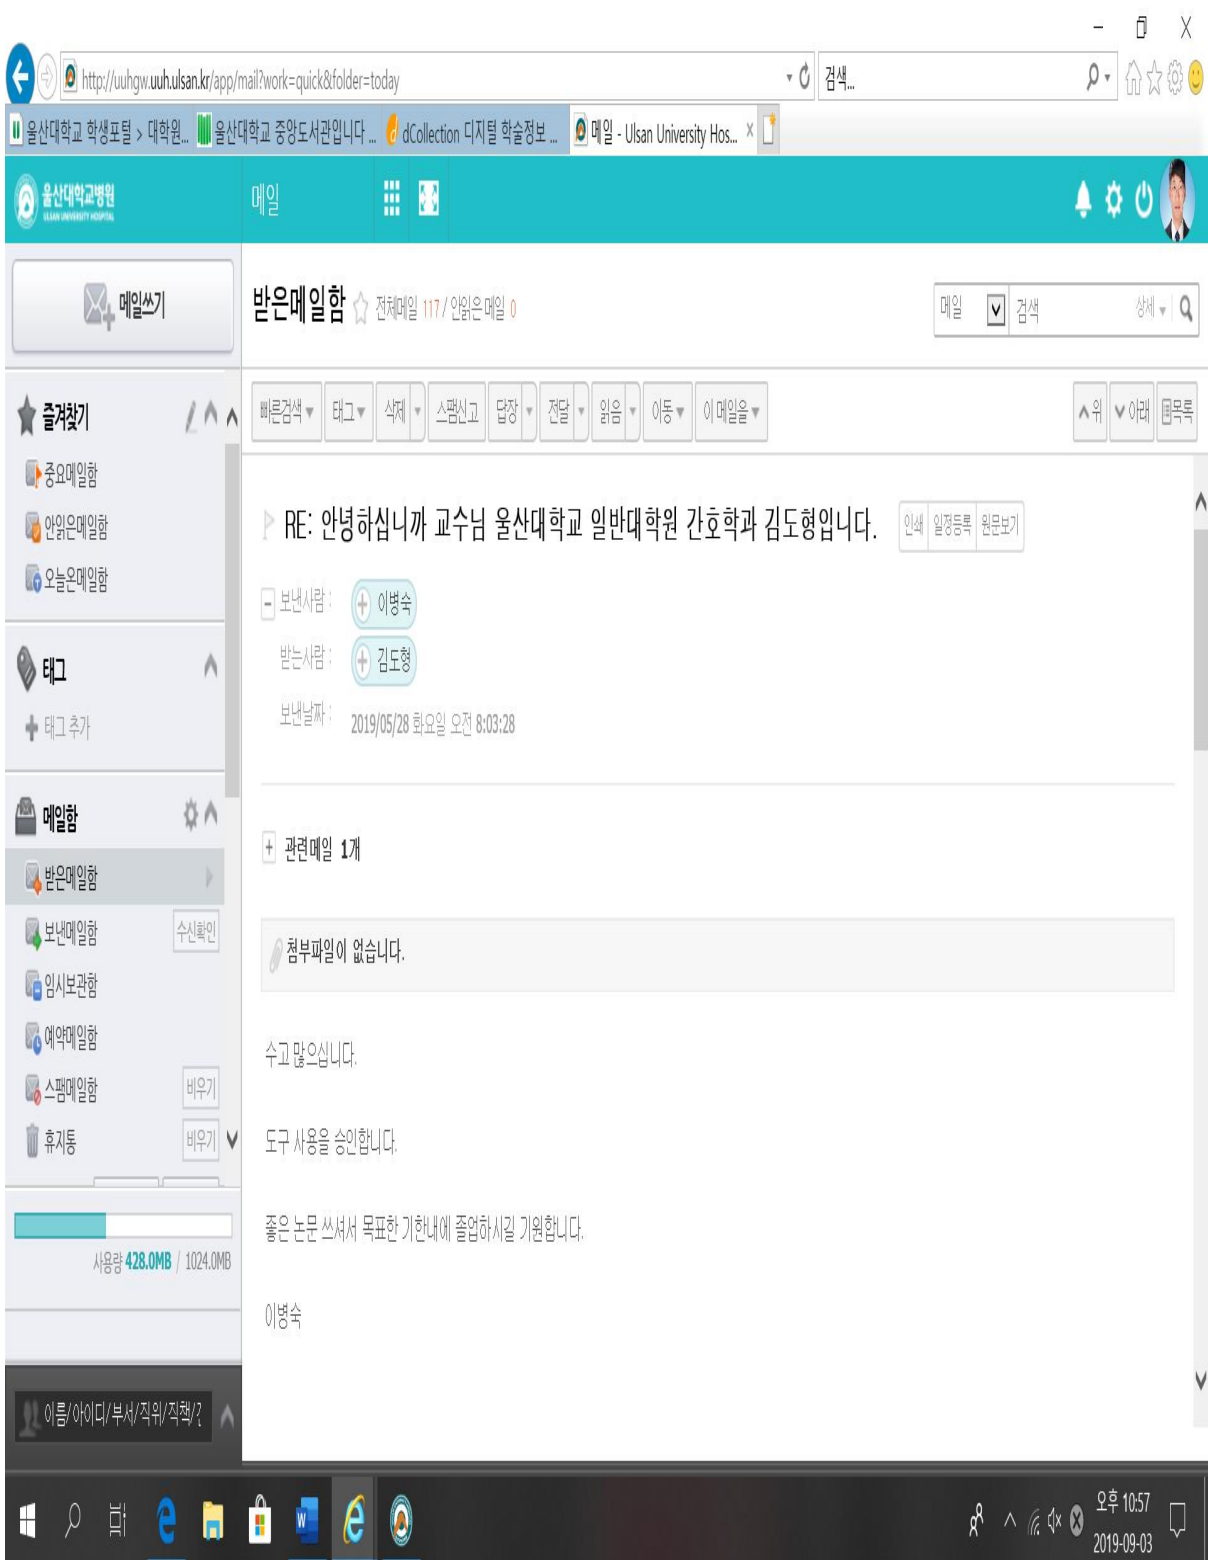 http://uuhgw.uuh.ulsan.kr/app/mail?work=quick&folder=today
검색...
울산대학교 학생포털 > 대학원...
울산대학교 중앙도서관입니다 ...
dCollection 디지털 학술정보 ...
메일 - Ulsan University Hos...
울산대학교병원
ULSAN UNIVERSITY HOSPITAL
메일
메일쓰기
받은메일함 전체메일 117 / 안읽은 메일 0
메일 검색 상세
즐겨찾기
빠른검색 태그 삭제 스팸신고 답장 전달 읽음 이동 이 메일을 위 아래 목록
중요메일함
안읽은메일함
오늘온메일함
RE: 안녕하십니까 교수님 울산대학교 일반대학원 간호학과 김도형입니다. 인쇄 일정등록 원문보기
보낸사람 : 이병숙
받는사람 : 김도형
보낸날짜 : 2019/05/28 화요일 오전 8:03:28
태그
태그 추가
메일함
관련메일 1개
받은메일함
보낸메일함 수신확인
임시보관함
예약메일함
스팸메일함 비우기
휴지통 비우기
첨부파일이 없습니다.
수고 많으십니다.
도구 사용을 승인합니다.
좋은 논문 쓰셔서 목표한 기한내에 졸업하시길 기원합니다.
이병숙
사용량 428.0MB / 1024.0MB
이름/아이디/부서/직위/직책/
오후 10:57
2019-09-03